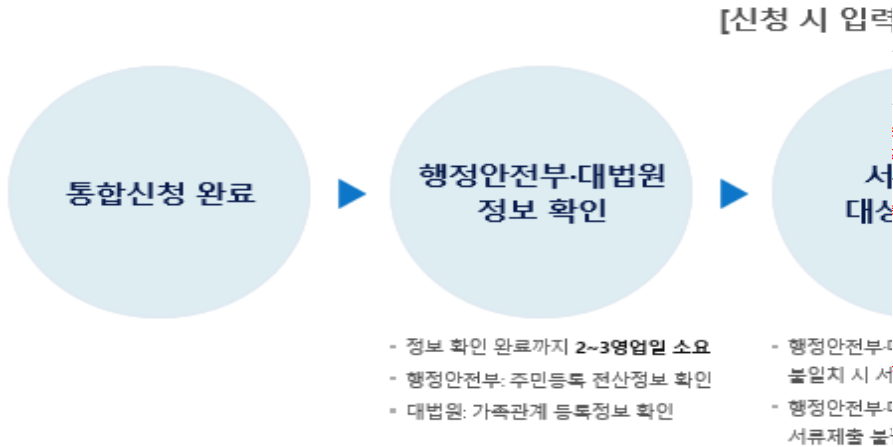 [신청 시 입력
통합신청 완료
행정안전부·대법원
정보 확인
서
대상
- 정보 확인 완료까지 2~3영업일 소요
- 행정안전부: 주민등록 전산정보 확인
- 대법원: 가족관계 등록정보 확인
- 행정안전부·
불일치 시 서
- 행정안전부·
서류제출